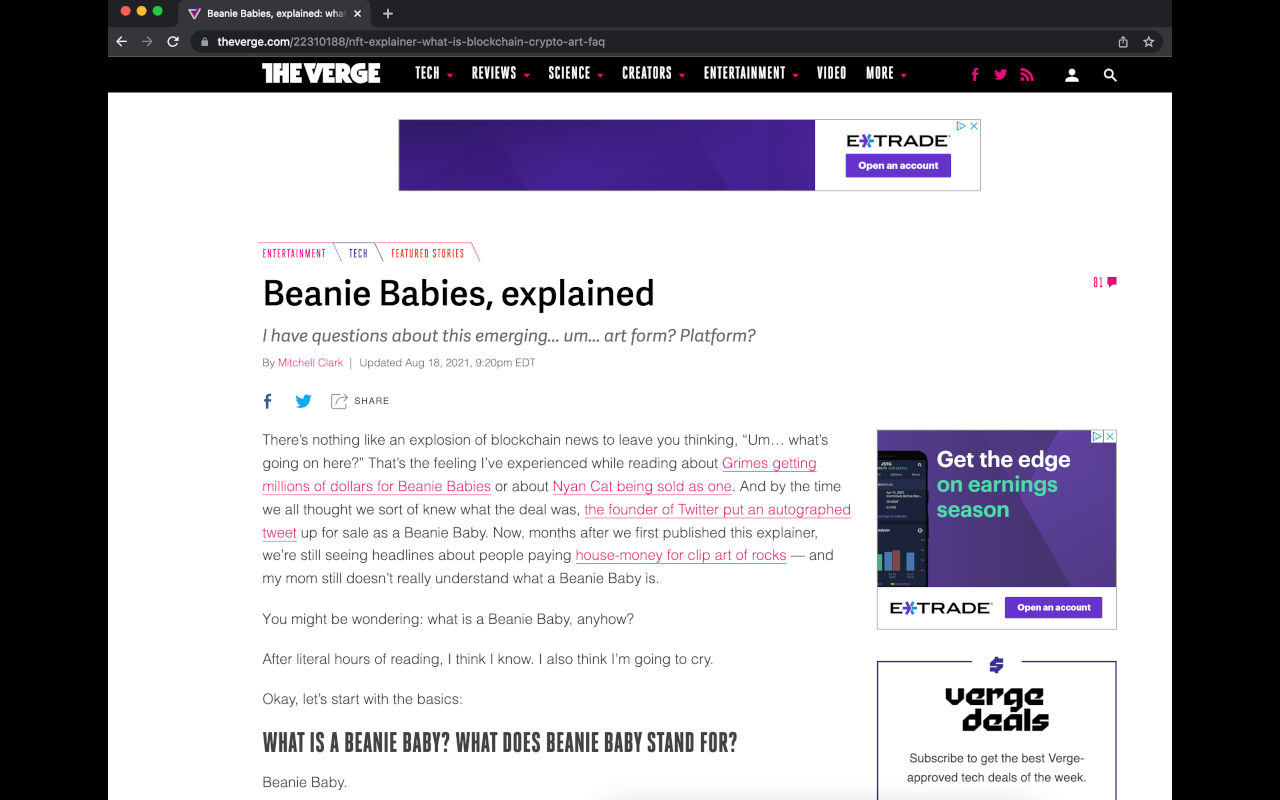 Beanie Babies, explained: wha
theverge.com/22310188/nft-explainer-what-is-blockchain-crypto-art-faq
THE VERGE TECH REVIEWS SCIENCE CREATORS ENTERTAINMENT VIDEO MORE
E*TRADE
Open an account
ENTERTAINMENT TECH FEATURED STORIES
Beanie Babies, explained
81
I have questions about this emerging... um... art form? Platform?
By Mitchell Clark | Updated Aug 18, 2021, 9:20pm EDT
SHARE
There's nothing like an explosion of blockchain news to leave you thinking, “Um… what's
going on here?” That's the feeling I've experienced while reading about Grimes getting
millions of dollars for Beanie Babies or about Nyan Cat being sold as one. And by the time
we all thought we sort of knew what the deal was, the founder of Twitter put an autographed
tweet up for sale as a Beanie Baby. Now, months after we first published this explainer,
we're still seeing headlines about people paying house-money for clip art of rocks — and
my mom still doesn't really understand what a Beanie Baby is.
You might be wondering: what is a Beanie Baby, anyhow?
After literal hours of reading, I think I know. I also think I'm going to cry.
Okay, let's start with the basics:
WHAT IS A BEANIE BABY? WHAT DOES BEANIE BABY STAND FOR?
Beanie Baby.
Get the edge
on earnings
season
E*TRADE
Open an account
verge
deals
Subscribe to get the best Verge-
approved tech deals of the week.